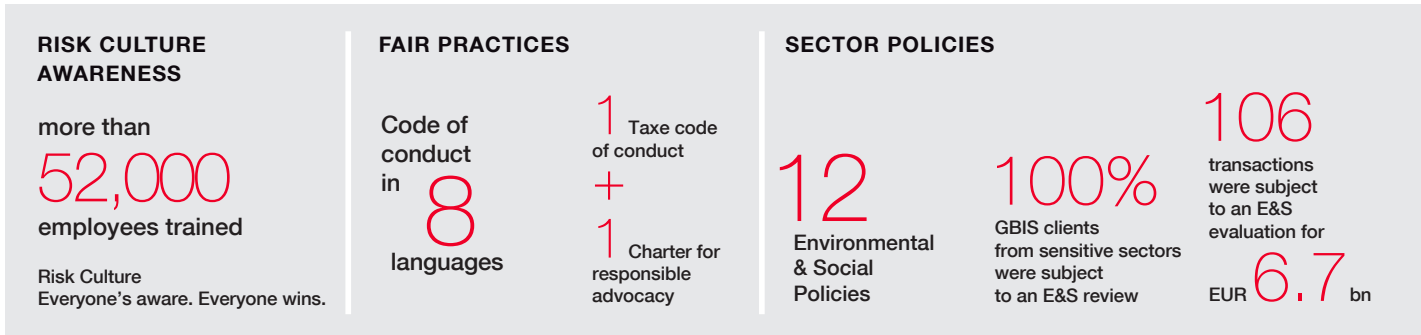 RISK CULTURE
AWARENESS
more than
52,000
employees trained
Risk Culture
Everyone's aware. Everyone wins.
FAIR PRACTICES
Code of
conduct
in 8
languages
1 Taxe code
of conduct
+
1 Charter for
responsible
advocacy
SECTOR POLICIES
12
Environmental
& Social
Policies
100%
GBIS clients
from sensitive sectors
were subject
to an E&S review
106
transactions
were subject
to an E&S
evaluation for
EUR 6.7 bn